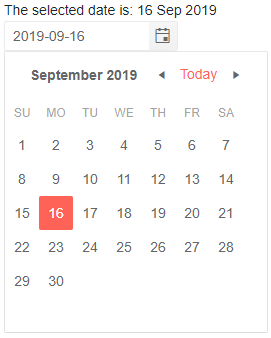 The selected date is: 16 Sep 2019
2019-09-16
September 2019 Today
SU MO TU WE TH FR SA
1 2 3 4 5 6 7
8 9 10 11 12 13 14
15 16 17 18 19 20 21
22 23 24 25 26 27 28
29 30